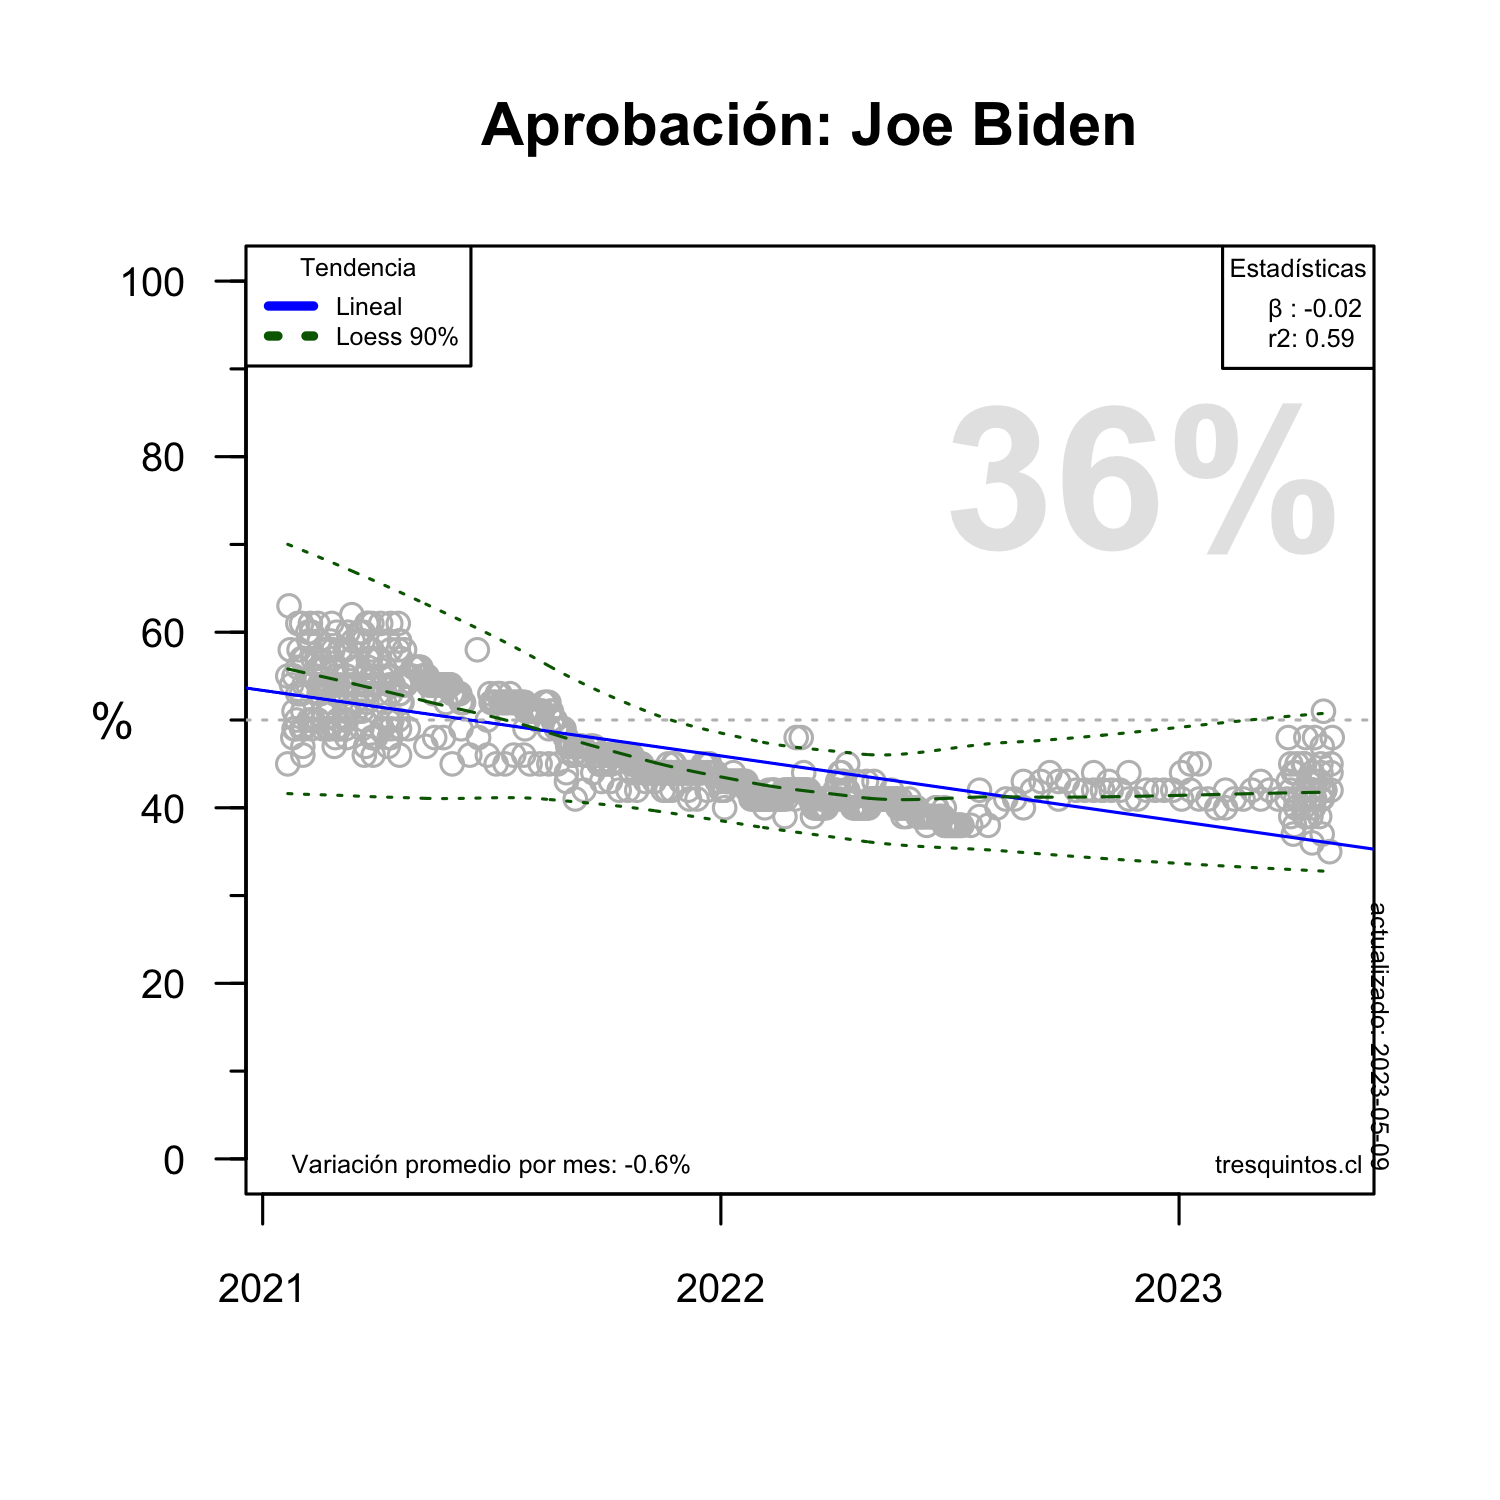 Aprobación: Joe Biden
Tendencia
Lineal
Loess 90%
Estadísticas
β : -0.02
r2: 0.59
36%
100
80
60
40
20
0
%
Variación promedio por mes: -0.6%
tresquintos.cl
actualizado: 2023-05-09
2021
2022
2023